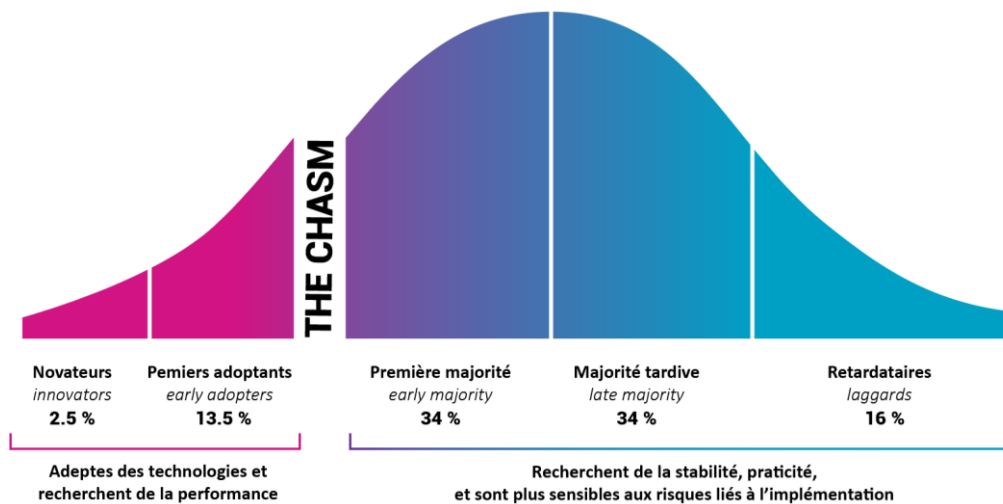 THE CHASM
Novateurs
innovators
2.5 %
Pemiers adoptants
early adopters
13.5 %
Première majorité
early majority
34 %
Majorité tardive
late majority
34 %
Retardataires
laggards
16 %
Adeptes des technologies et
recherchent de la performance
Recherchent de la stabilité, praticité,
et sont plus sensibles aux risques liés à l'implémentation